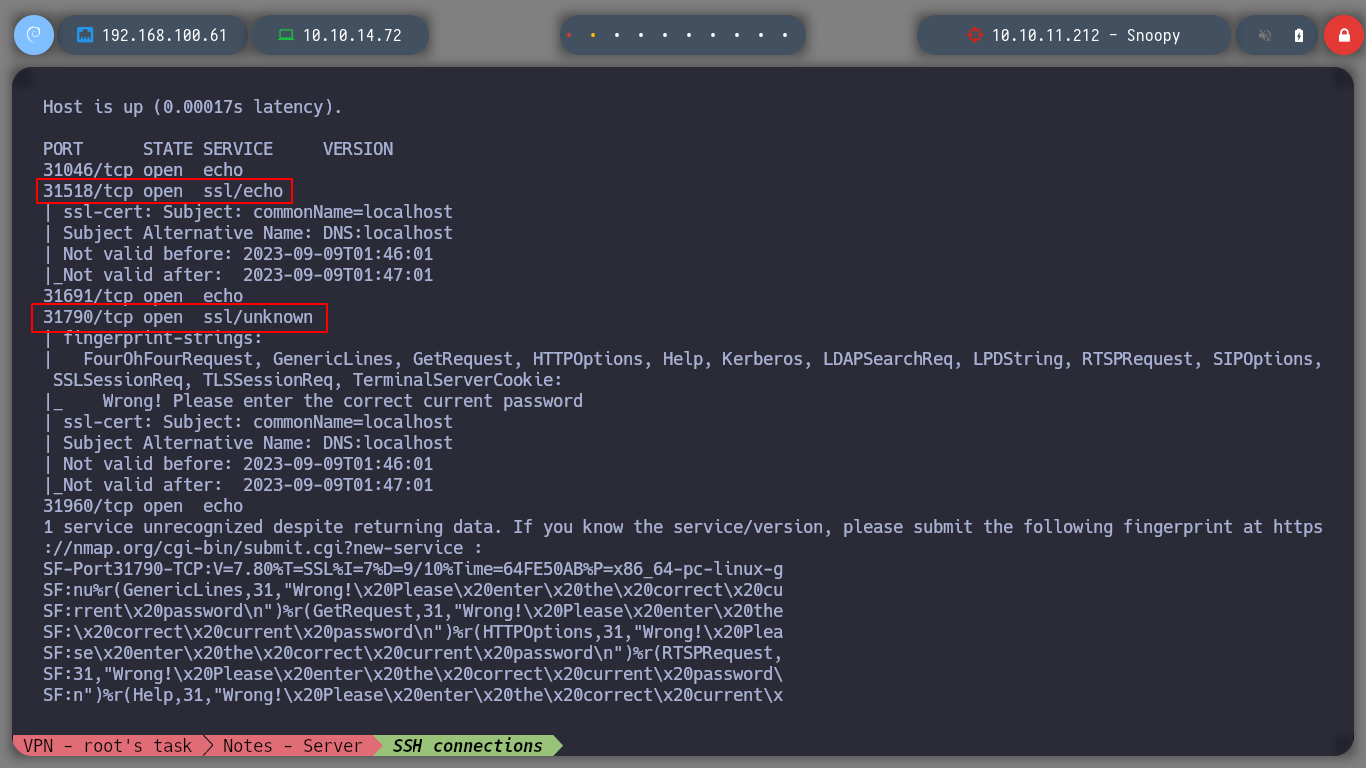 192.168.100.61
10.10.14.72
10.10.11.212 - Snoopy
Host is up (0.00017s latency).
PORT      STATE SERVICE     VERSION
31046/tcp open  echo
31518/tcp open  ssl/echo
| ssl-cert: Subject: commonName=localhost
| Subject Alternative Name: DNS:localhost
| Not valid before: 2023-09-09T01:46:01
|_Not valid after:  2023-09-09T01:47:01
31691/tcp open  echo
31790/tcp open  ssl/unknown
| fingerprint-strings:
|   FourOhFourRequest, GenericLines, GetRequest, HTTPOptions, Help, Kerberos, LDAPSearchReq, LPDString, RTSPRequest, SIPOptions,
 SSLSessionReq, TLSSessionReq, TerminalServerCookie:
|_    Wrong! Please enter the correct current password
| ssl-cert: Subject: commonName=localhost
| Subject Alternative Name: DNS:localhost
| Not valid before: 2023-09-09T01:46:01
|_Not valid after:  2023-09-09T01:47:01
31960/tcp open  echo
1 service unrecognized despite returning data. If you know the service/version, please submit the following fingerprint at https
://nmap.org/cgi-bin/submit.cgi?new-service :
SF-Port31790-TCP:V=7.80%T=SSL%I=7%D=9/10%Time=64FE50AB%P=x86_64-pc-linux-g
SF:nu%r(GenericLines,31,"Wrong!\x20Please\x20enter\x20the\x20correct\x20cu
SF:rrent\x20password\n")%r(GetRequest,31,"Wrong!\x20Please\x20enter\x20the
SF:\x20correct\x20current\x20password\n")%r(HTTPOptions,31,"Wrong!\x20Plea
SF:se\x20enter\x20the\x20correct\x20current\x20password\n")%r(RTSPRequest,
SF:31,"Wrong!\x20Please\x20enter\x20the\x20correct\x20current\x20password\
SF:n")%r(Help,31,"Wrong!\x20Please\x20enter\x20the\x20correct\x20current\x
VPN - root's task
Notes - Server
SSH connections